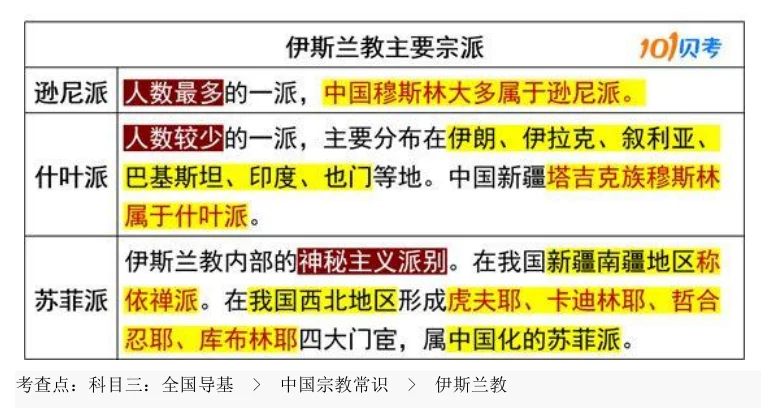 伊斯兰教主要宗派
101贝考
逊尼派
人数最多的一派，中国穆斯林大多属于逊尼派。
什叶派
人数较少的一派，主要分布在伊朗、伊拉克、叙利亚、
巴基斯坦、印度、也门等地。中国新疆塔吉克族穆斯林
属于什叶派。
苏菲派
伊斯兰教内部的神秘主义派别。在我国新疆南疆地区称
依禅派。在我国西北地区形成虎夫耶、卡迪林耶、哲合
忍耶、库布林耶四大门宦，属中国化的苏菲派。
考查点：科目三：全国导基 > 中国宗教常识 > 伊斯兰教